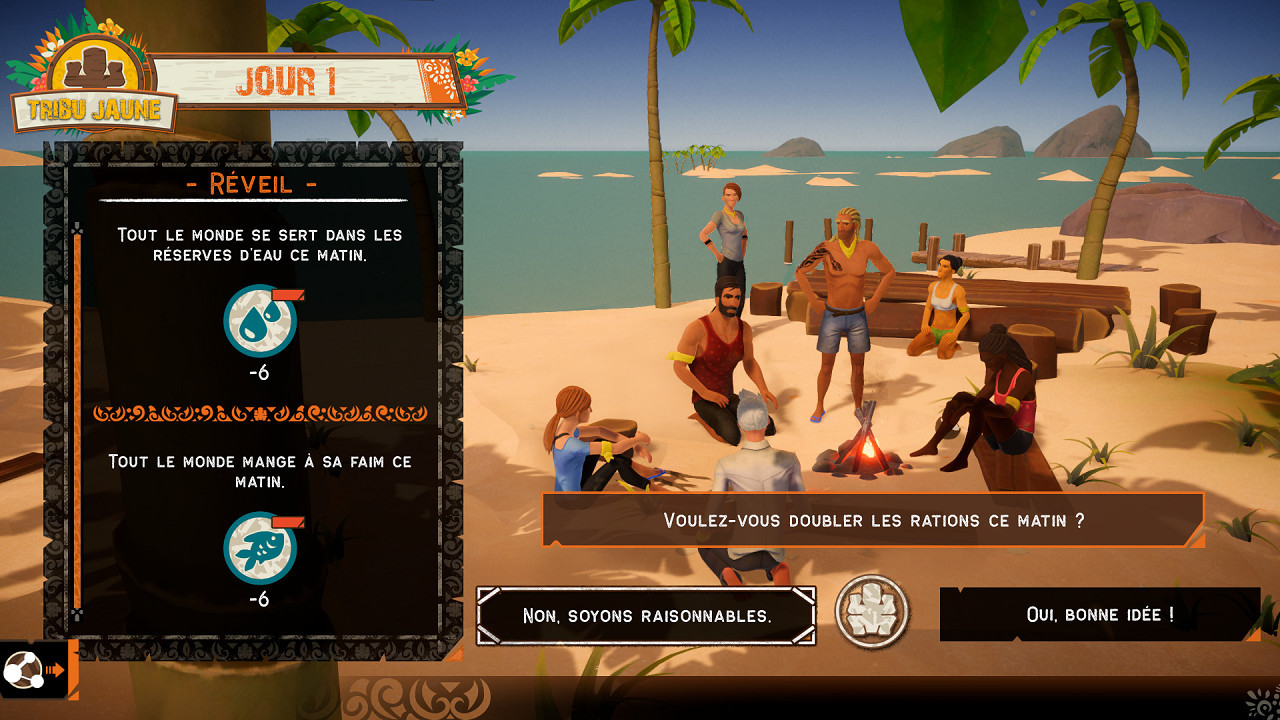 TRIBU JAUNE
JOUR 1
- RÉVEIL -
TOUT LE MONDE SE SERT DANS LES
RÉSERVES D'EAU CE MATIN.
-6
TOUT LE MONDE MANGE À SA FAIM CE
MATIN.
-6
VOULEZ-VOUS DOUBLER LES RATIONS CE MATIN ?
NON, SOYONS RAISONNABLES.
OUI, BONNE IDÉE !